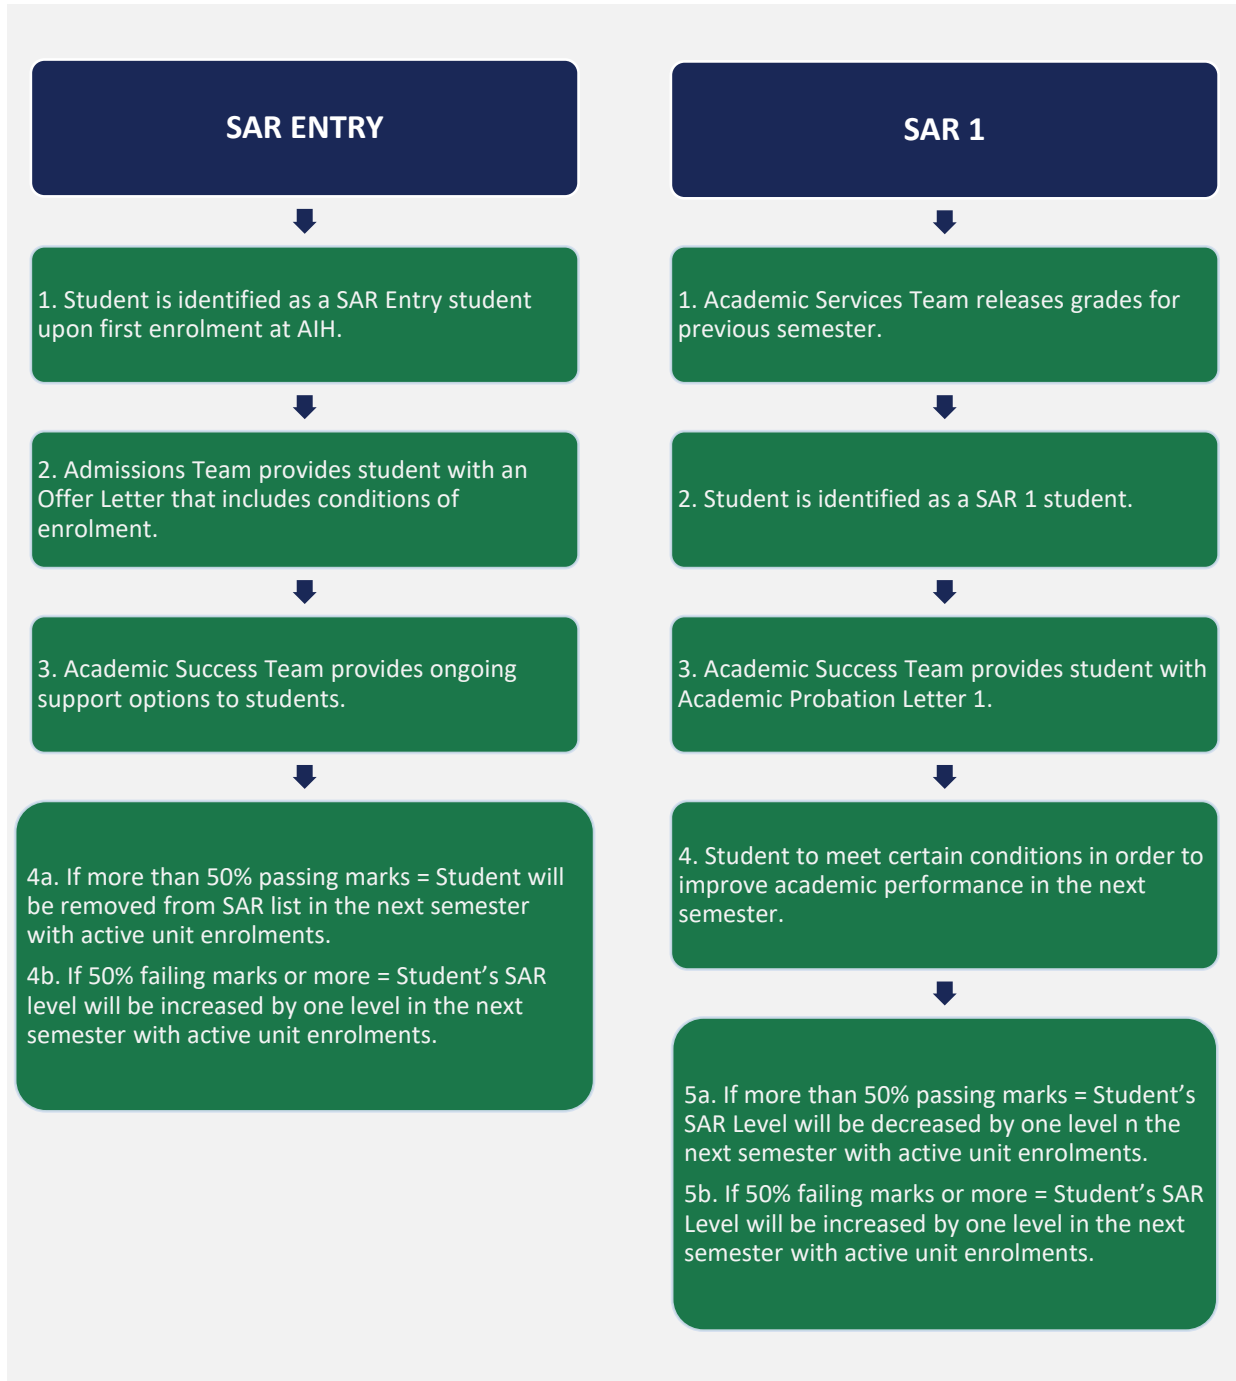 SAR ENTRY
1. Student is identified as a SAR Entry student
upon first enrolment at AIH.
2. Admissions Team provides student with an
Offer Letter that includes conditions of
enrolment.
3. Academic Success Team provides ongoing
support options to students.
4a. If more than 50% passing marks = Student will
be removed from SAR list in the next semester
with active unit enrolments.
4b. If 50% failing marks or more = Student’s SAR
level will be increased by one level in the next
semester with active unit enrolments.
SAR 1
1. Academic Services Team releases grades for
previous semester.
2. Student is identified as a SAR 1 student.
3. Academic Success Team provides student with
Academic Probation Letter 1.
4. Student to meet certain conditions in order to
improve academic performance in the next
semester.
5a. If more than 50% passing marks = Student’s
SAR Level will be decreased by one level n the
next semester with active unit enrolments.
5b. If 50% failing marks or more = Student’s SAR
Level will be increased by one level in the next
semester with active unit enrolments.